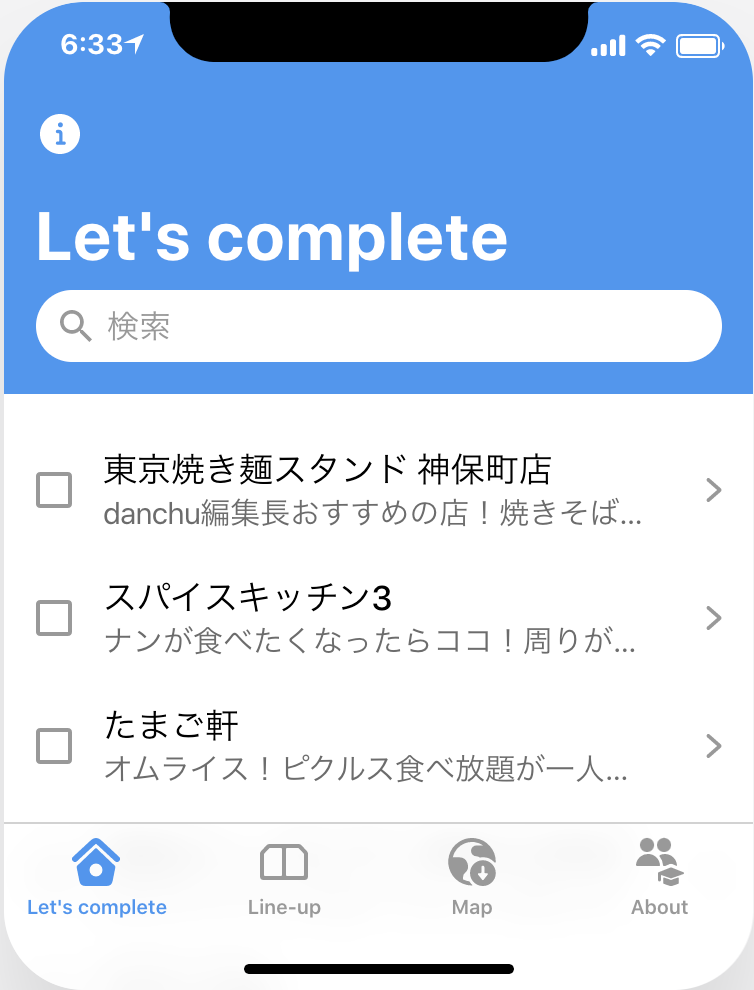 6:33
Let's complete
検索
東京焼き麺スタンド 神保町店
danchu編集長おすすめの店！焼きそば...
スパイスキッチン3
ナンが食べたくなったらココ！周りが...
たまご軒
オムライス！ピクルス食べ放題が一人...
Let's complete
Line-up
Map
About